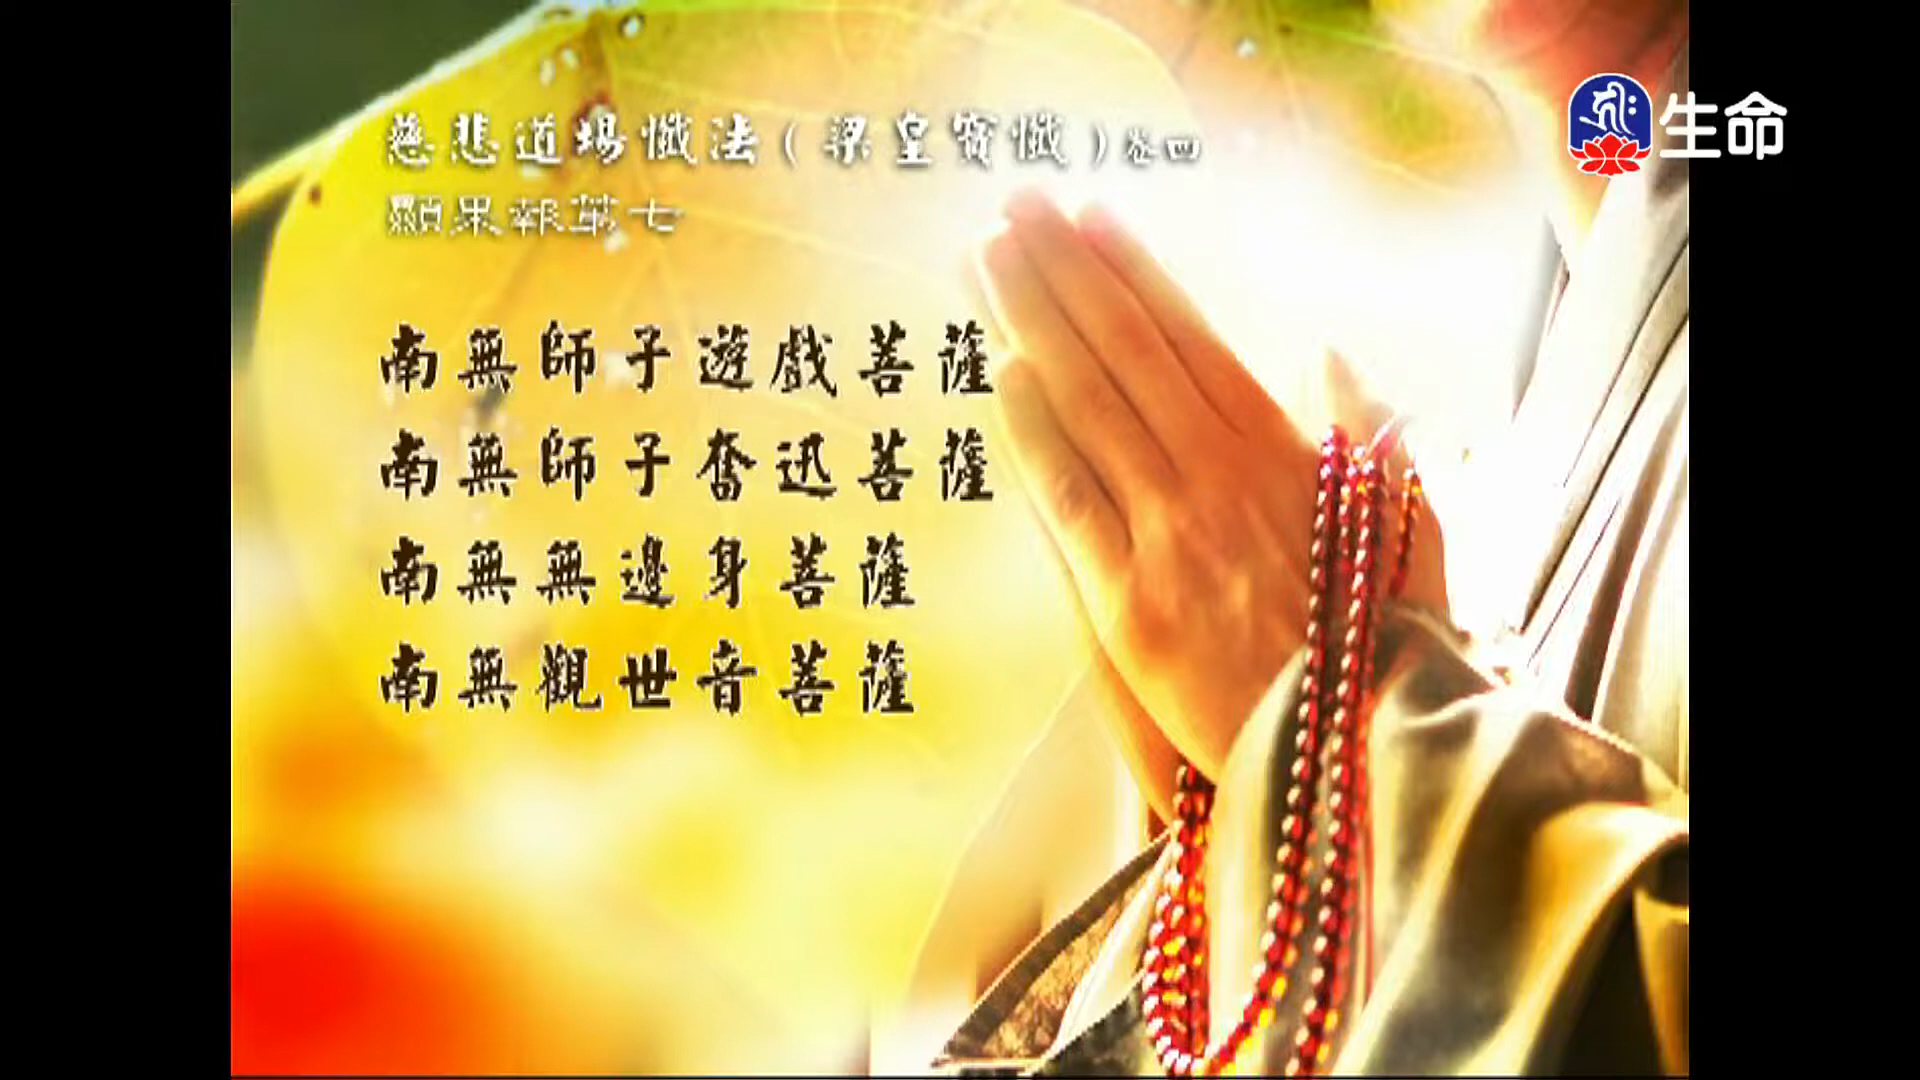 慈悲道場懺法(梁皇寶懺)卷四
顯果報第七
生命
南無師子遊戲菩薩
南無師子奮迅菩薩
南無無邊身菩薩
南無觀世音菩薩